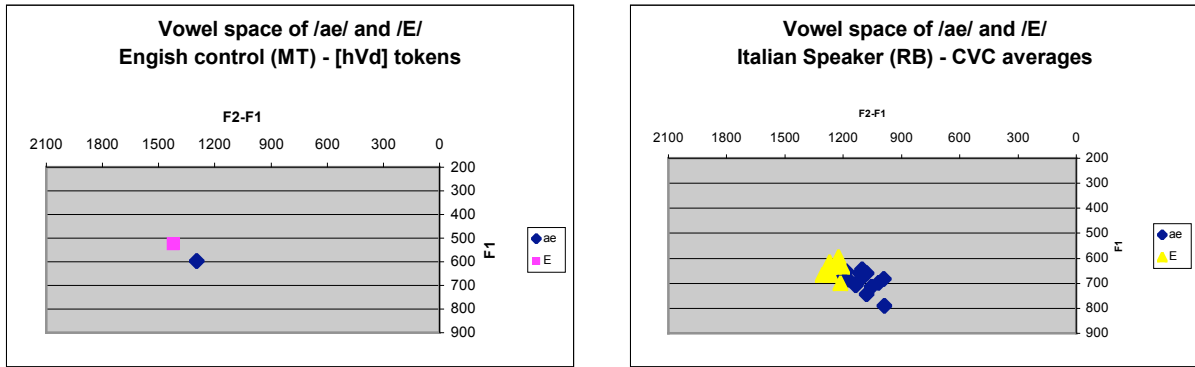 Vowel space of /ae/ and /E/
Engish control (MT) - [hVd] tokens
F2-F1
2100 1800 1500 1200 900 600 300 0
200
300
400
500
600
700
800
900
F1
ae
E
Vowel space of /ae/ and /E/
Italian Speaker (RB) - CVC averages
F2-F1
2100 1800 1500 1200 900 600 300 0
200
300
400
500
600
700
800
900
F1
ae
E